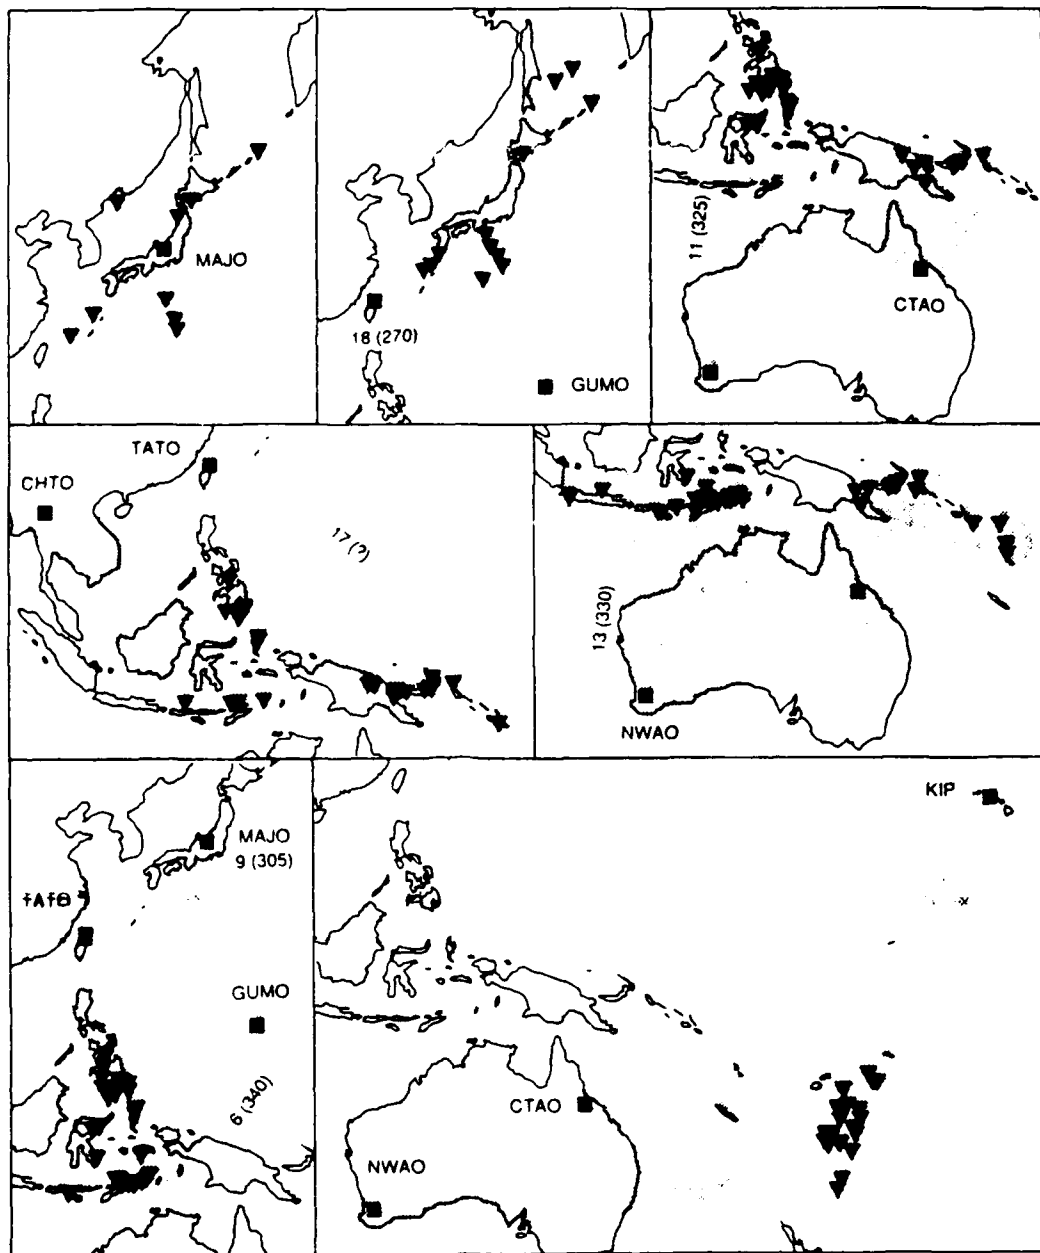 MAJO
18 (270)
GUMO
11 (325)
CTAO
TATO
CHTO
17 (?)
13 (330)
NWAO
MAJO
9 (305)
GUMO
6 (340)
KIP
CTAO
NWAO